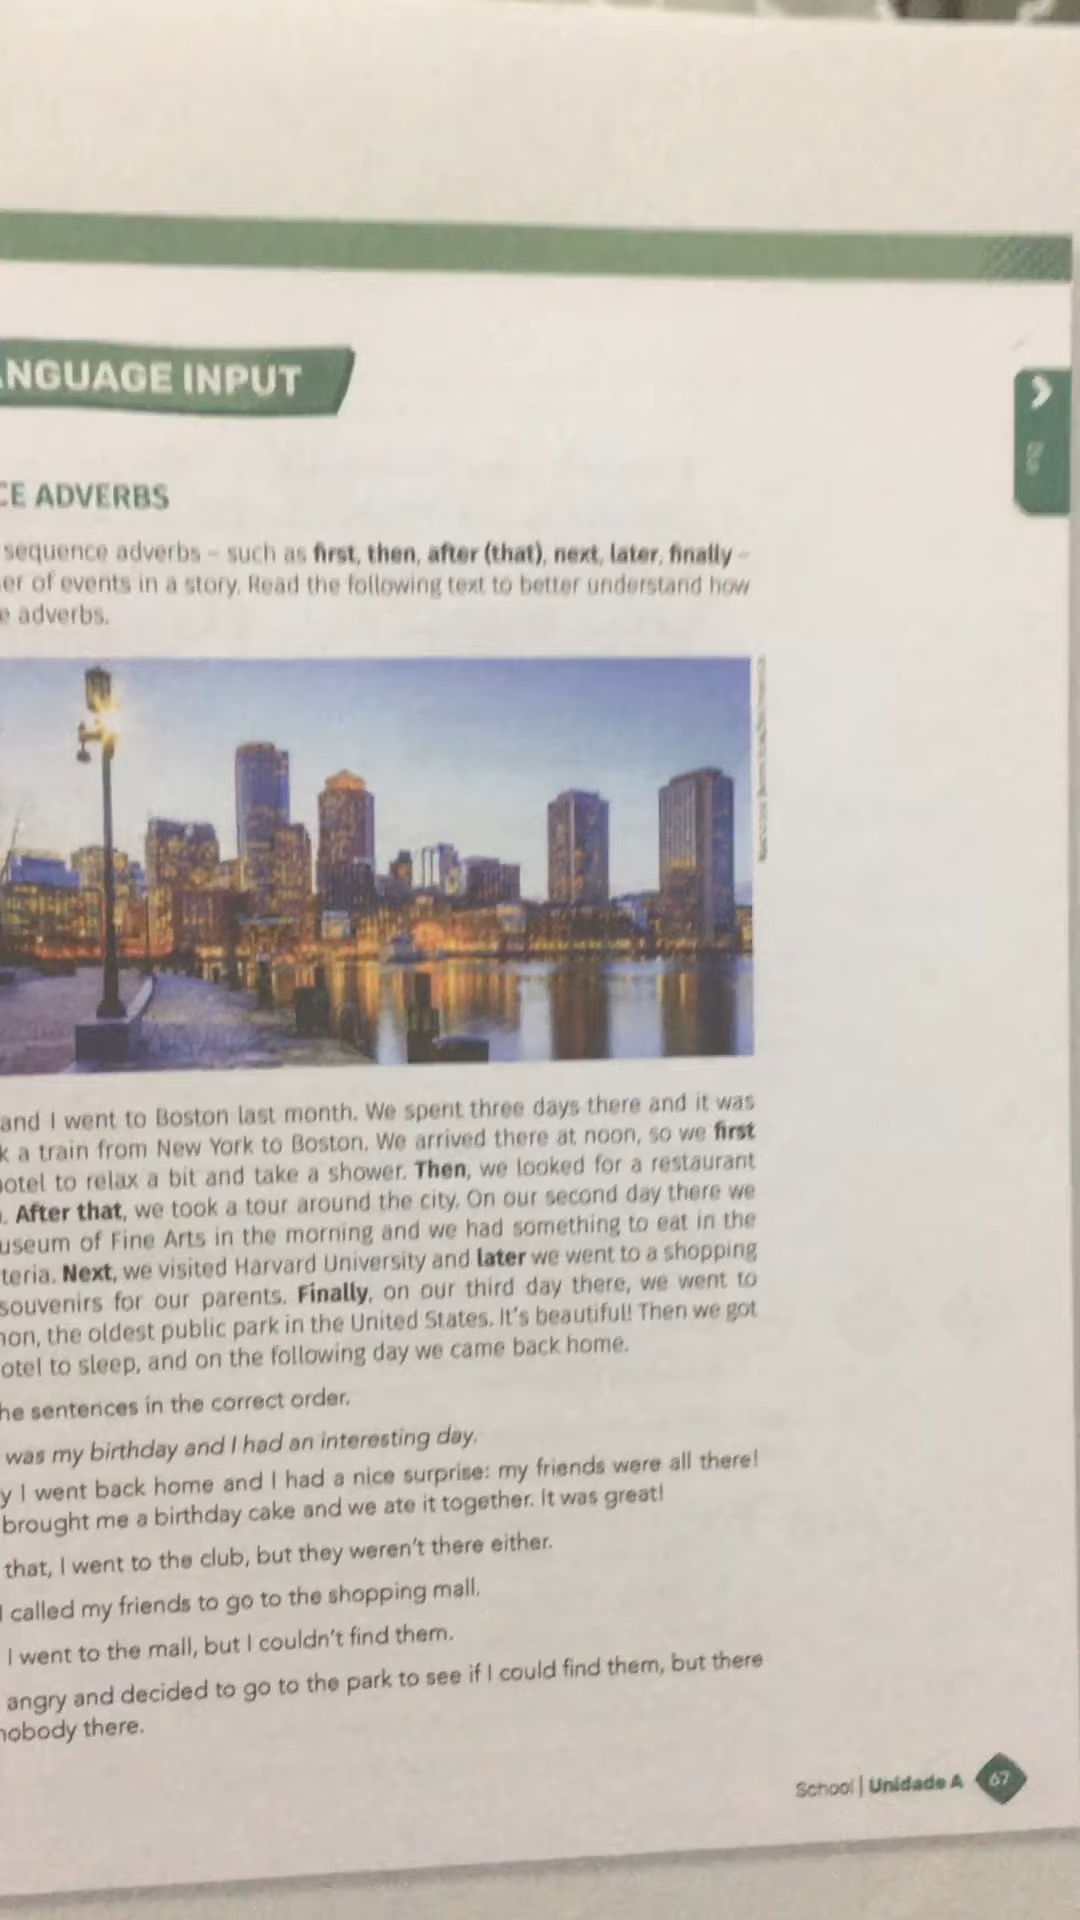 NGUAGE INPUT
CE ADVERBS
sequence adverbs – such as first, then, after (that), next, later, finally –
er of events in a story. Read the following text to better understand how
e adverbs.
and I went to Boston last month. We spent three days there and it was
k a train from New York to Boston. We arrived there at noon, so we first
otel to relax a bit and take a shower. Then, we looked for a restaurant
. After that, we took a tour around the city. On our second day there we
useum of Fine Arts in the morning and we had something to eat in the
teria. Next, we visited Harvard University and later we went to a shopping
souvenirs for our parents. Finally, on our third day there, we went to
non, the oldest public park in the United States. It's beautiful! Then we got
otel to sleep, and on the following day we came back home.
he sentences in the correct order.
was my birthday and I had an interesting day.
y I went back home and I had a nice surprise: my friends were all there!
brought me a birthday cake and we ate it together. It was great!
that, I went to the club, but they weren't there either.
I called my friends to go to the shopping mall.
I went to the mall, but I couldn't find them.
angry and decided to go to the park to see if I could find them, but there
nobody there.
School | Unidade A 67